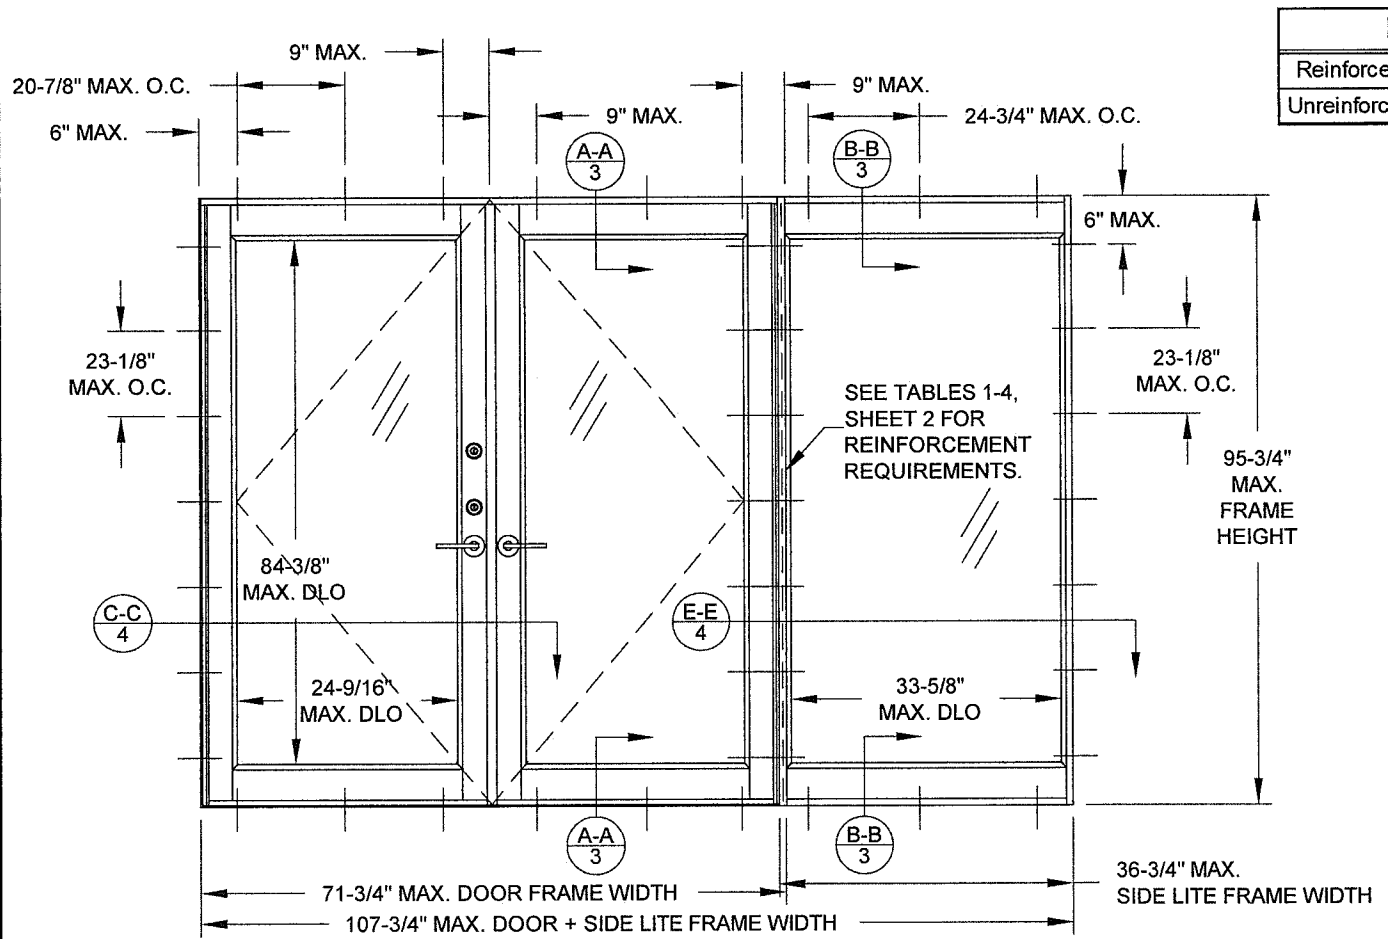 9" MAX.
20-7/8" MAX. O.C.
6" MAX.
9" MAX.
9" MAX.
24-3/4" MAX. O.C.
Reinforce
Unreinforc
A-A
3
B-B
3
6" MAX.
23-1/8"
MAX. O.C.
23-1/8"
MAX. O.C.
SEE TABLES 1-4,
SHEET 2 FOR
REINFORCEMENT
REQUIREMENTS.
95-3/4"
MAX.
FRAME
HEIGHT
84-3/8"
MAX. DLO
C-C
4
E-E
4
24-9/16"
MAX. DLO
33-5/8"
MAX. DLO
A-A
3
B-B
3
71-3/4" MAX. DOOR FRAME WIDTH
36-3/4" MAX.
SIDE LITE FRAME WIDTH
107-3/4" MAX. DOOR + SIDE LITE FRAME WIDTH